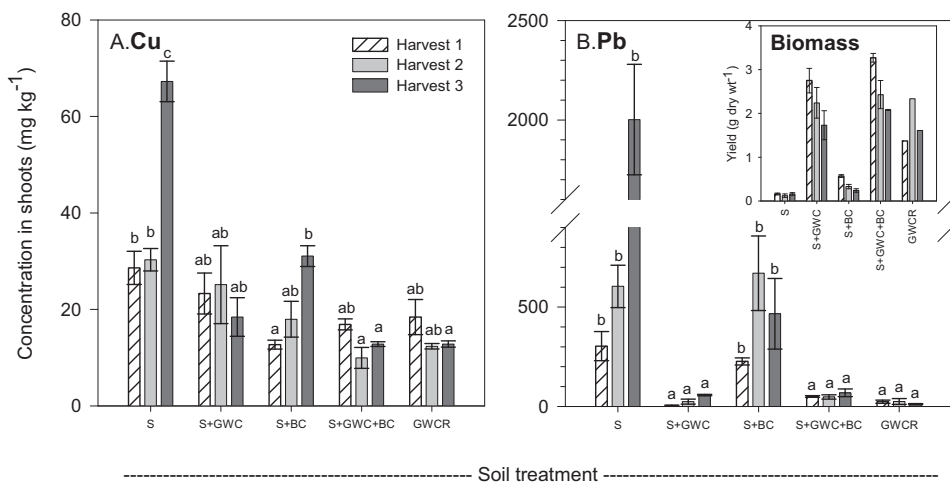 A. Cu
Harvest 1
Harvest 2
Harvest 3
Concentration in shoots (mg kg⁻¹)
80
60
40
20
0
b b c
ab ab ab
a a b
ab a a
ab ab a
S S+GWC S+BC S+GWC+BC GWCR
B. Pb
2500
2000
500
0
b b b
a a a
b b b
a a a
a a a
S S+GWC S+BC S+GWC+BC GWCR
Biomass
Yield (g dry wt⁻¹)
4
3
2
1
0
S S+GWC S+BC S+GWC+BC GWCR
Soil treatment